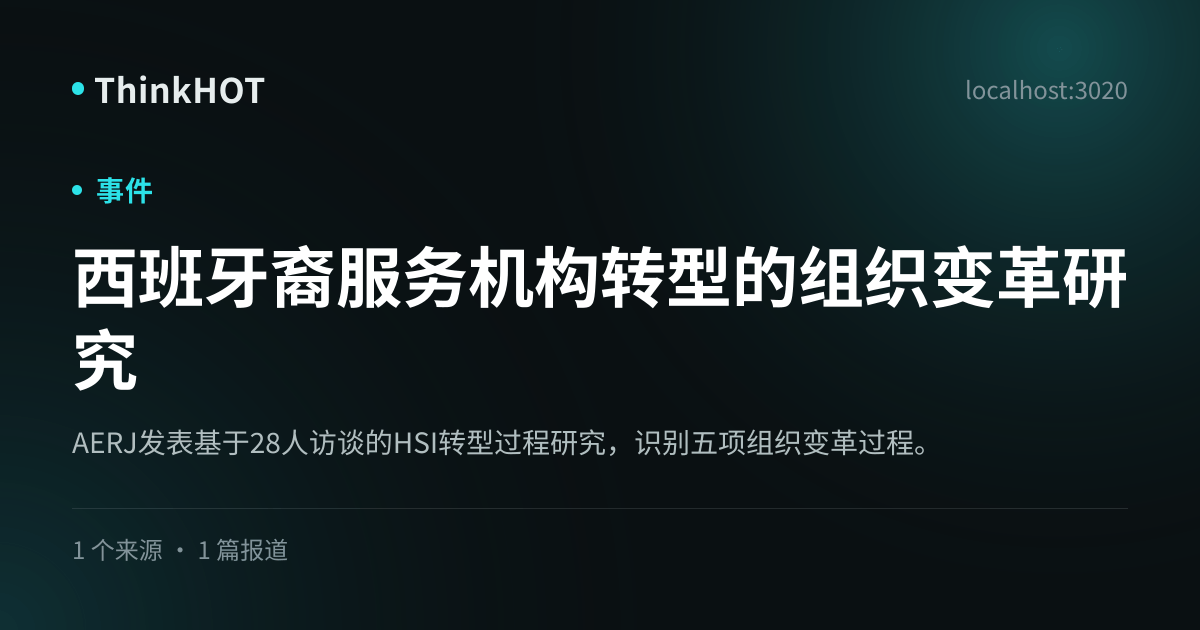 ThinkHOT
localhost:3020
事件
西班牙裔服务机构转型的组织变革研
究
AERJ发表基于28人访谈的HSI转型过程研究，识别五项组织变革过程。
1 个来源 · 1 篇报道